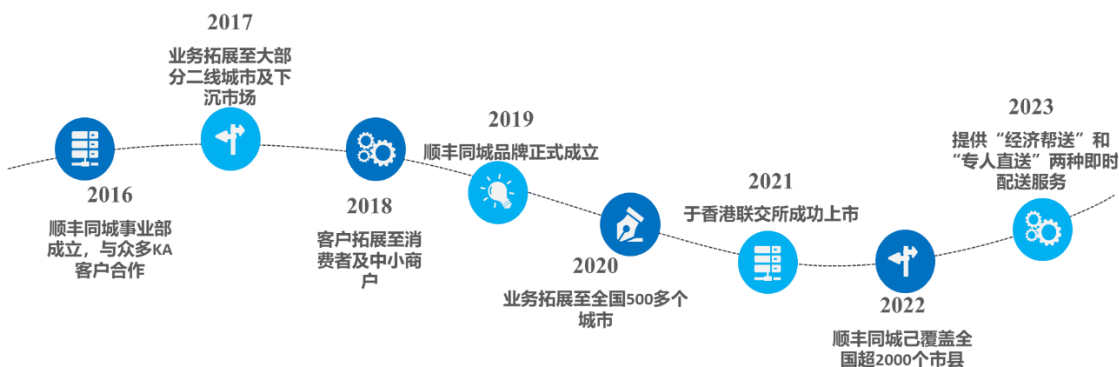 2016
顺丰同城事业部
成立，与众多KA
客户合作
2017
业务拓展至大部
分二线城市及下
沉市场
2018
客户拓展至消
费者及中小商
户
2019
顺丰同城品牌正式成立
2020
业务拓展至全国500多个
城市
2021
于香港联交所成功上市
2022
顺丰同城己覆盖全
国超2000个市县
2023
提供“经济帮送”和
“专人直送”两种即时
配送服务